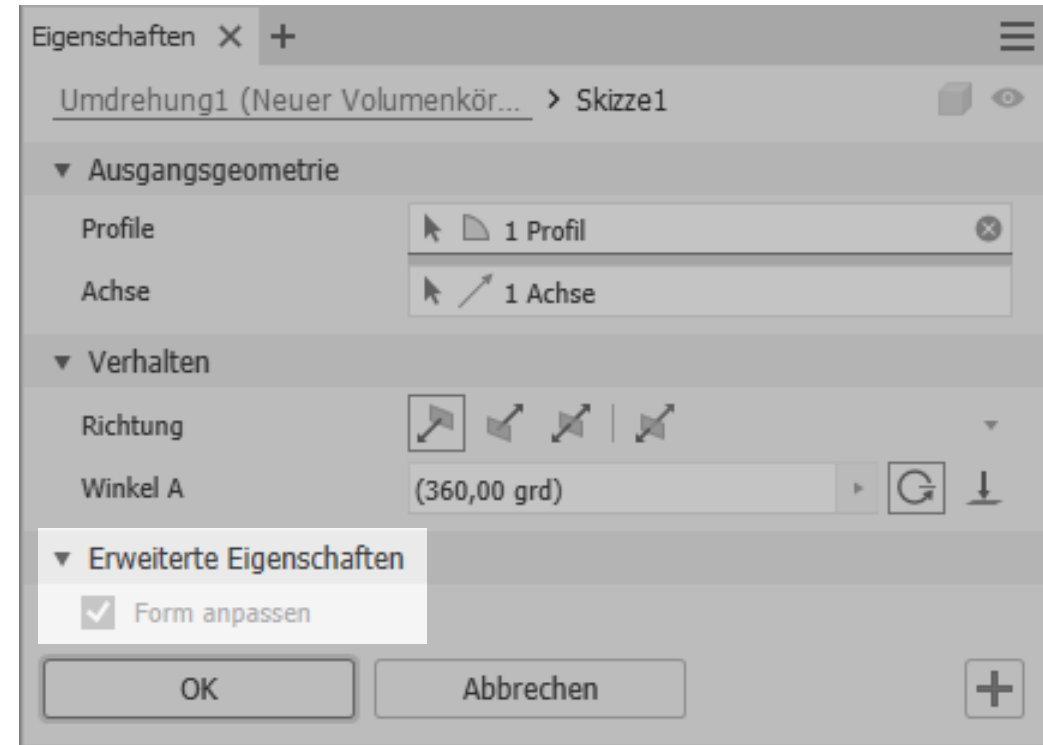 Eigenschaften
Umdrehung1 (Neuer Volumenkör... > Skizze1
Ausgangsgeometrie
Profile 1 Profil
Achse 1 Achse
Verhalten
Richtung
Winkel A (360,00 grd)
Erweiterte Eigenschaften
Form anpassen
OK Abbrechen